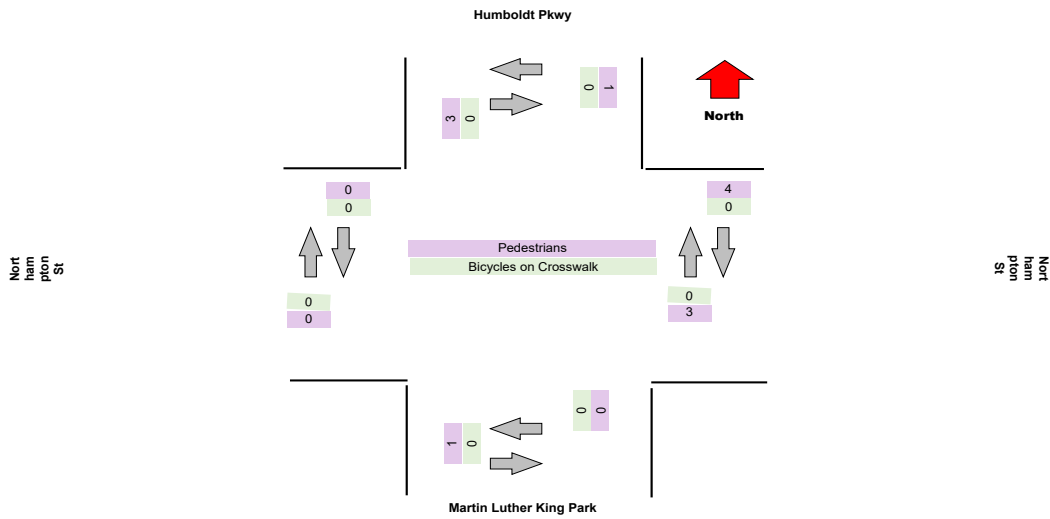 Humboldt Pkwy
0
1
3
0
North
0
0
4
0
Pedestrians
Bicycles on Crosswalk
Nort
ham
pton
St
Nort
ham
pton
St
0
0
0
3
0
0
1
0
Martin Luther King Park